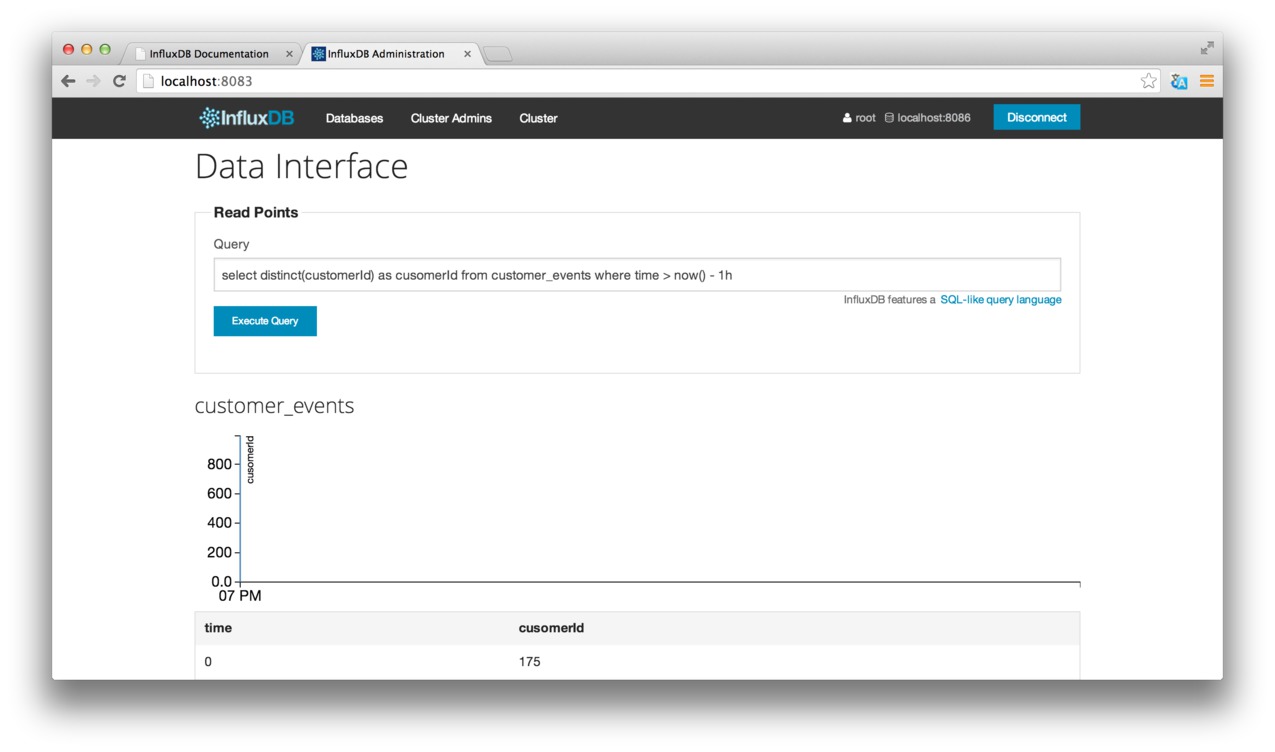 InfluxDB Documentation × InfluxDB Administration ×
localhost:8083
InfluxDB Databases Cluster Admins Cluster root localhost:8086 Disconnect
Data Interface
Read Points
Query
select distinct(customerId) as cusomerId from customer_events where time > now() - 1h
InfluxDB features a SQL-like query language
Execute Query
customer_events
cusomerId
800
600
400
200
0.0
07 PM
time cusomerId
0 175